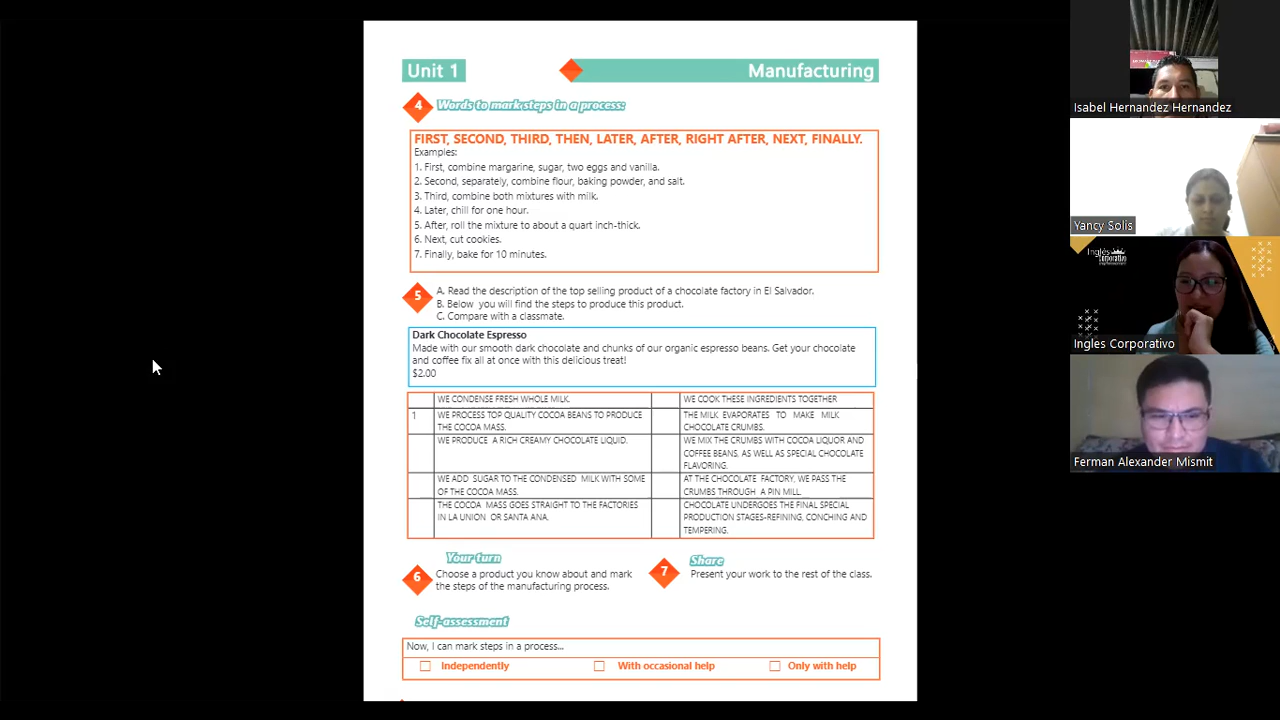 Unit 1
Manufacturing
4
Words to mark steps in a process:
FIRST, SECOND, THIRD, THEN, LATER, AFTER, RIGHT AFTER, NEXT, FINALLY.
Examples:
1. First, combine margarine, sugar, two eggs and vanilla.
2. Second, separately, combine flour, baking powder, and salt.
3. Third, combine both mixtures with milk.
4. Later, chill for one hour.
5. After, roll the mixture to about a quart inch-thick.
6. Next, cut cookies.
7. Finally, bake for 10 minutes.
5
A. Read the description of the top selling product of a chocolate factory in El Salvador.
B. Below you will find the steps to produce this product.
C. Compare with a classmate.
Dark Chocolate Espresso
Made with our smooth dark chocolate and chunks of our organic espresso beans. Get your chocolate
and coffee fix all at once with this delicious treat!
$2.00
WE CONDENSE FRESH WHOLE MILK.
WE COOK THESE INGREDIENTS TOGETHER
1
WE PROCESS TOP QUALITY COCOA BEANS TO PRODUCE
THE COCOA MASS.
THE MILK EVAPORATES TO MAKE MILK
CHOCOLATE CRUMBS.
WE PRODUCE A RICH CREAMY CHOCOLATE LIQUID.
WE MIX THE CRUMBS WITH COCOA LIQUOR AND
COFFEE BEANS, AS WELL AS SPECIAL CHOCOLATE
FLAVORING.
WE ADD SUGAR TO THE CONDENSED MILK WITH SOME
OF THE COCOA MASS.
AT THE CHOCOLATE FACTORY, WE PASS THE
CRUMBS THROUGH A PIN MILL.
THE COCOA MASS GOES STRAIGHT TO THE FACTORIES
IN LA UNION OR SANTA ANA.
CHOCOLATE UNDERGOES THE FINAL SPECIAL
PRODUCTION STAGES-REFINING, CONCHING AND
TEMPERING.
6
Your turn
Choose a product you know about and mark
the steps of the manufacturing process.
7
Share
Present your work to the rest of the class.
Self-assessment
Now, I can mark steps in a process...
Independently
With occasional help
Only with help
Isabel Hernandez Hernandez
Yancy Solis
Inglés
Corporativo
Ingles Corporativo
Ferman Alexander Mismit